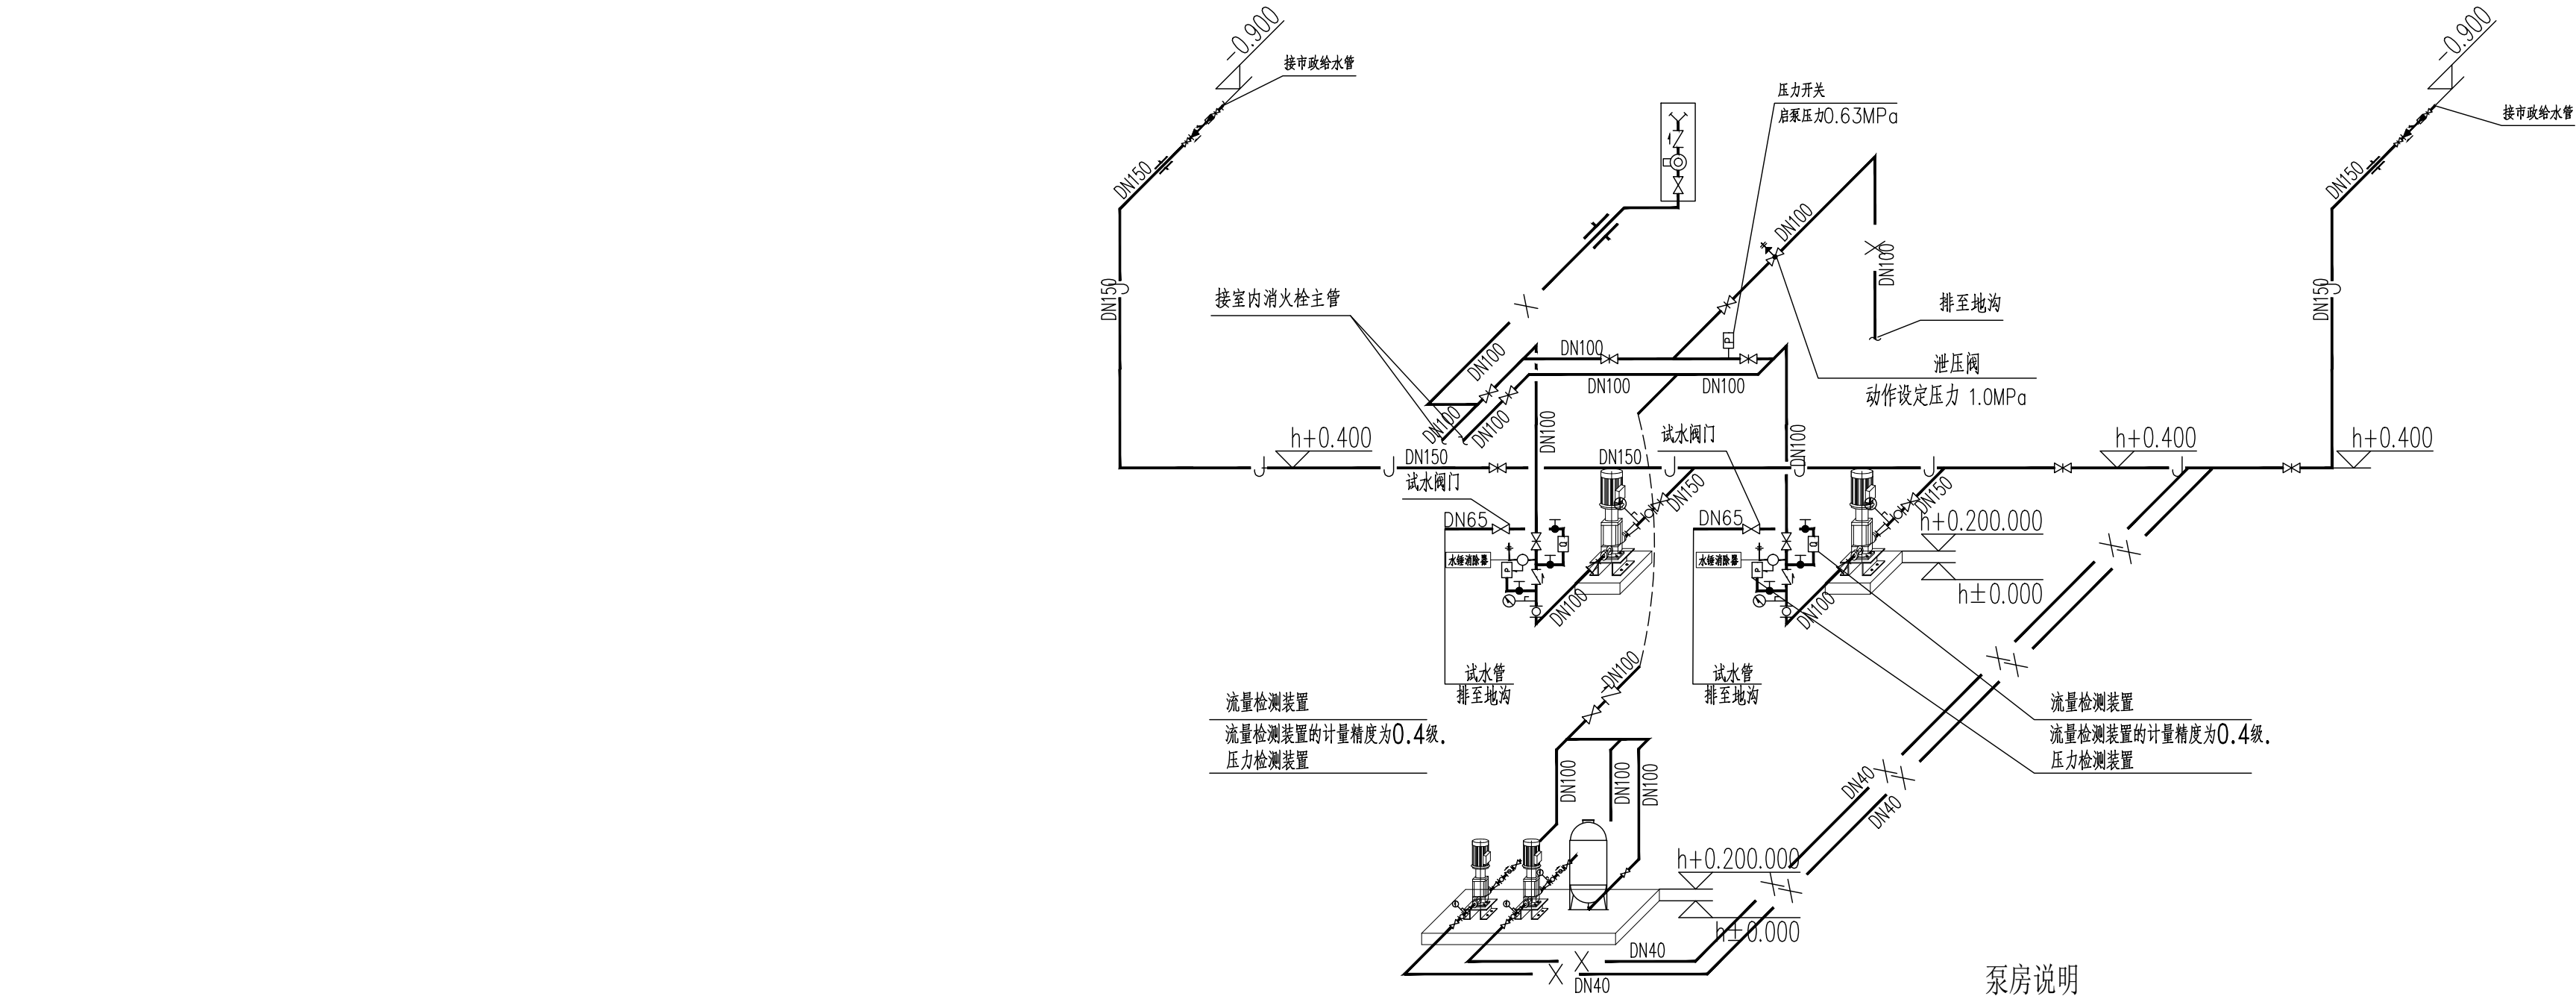 -0.900
-0.900
接市政给水管
接市政给水管
压力开关
启泵压力0.63MPa
DN150
DN150
DN100
DN100
DN150
DN150
接室内消火栓主管
排至地沟
P
DN100
DN100
泄压阀
动作设定压力 1.0MPa
DN100
DN100
DN100
DN100
DN100
DN100
h+0.400
试水阀门
h+0.400
h+0.400
DN150
DN150
试水阀门
DN150
DN150
DN65
DN65
h+0.200.000
水锤消除器
Q
水锤消除器
Q
P
P
h±0.000
DN100
DN100
试水管
排至地沟
试水管
排至地沟
DN100
流量检测装置
流量检测装置的计量精度为0.4级.
压力检测装置
流量检测装置
流量检测装置的计量精度为0.4级.
压力检测装置
DN100
DN100
DN100
DN40
DN40
h+0.200.000
h±0.000
DN40
DN40
泵房说明